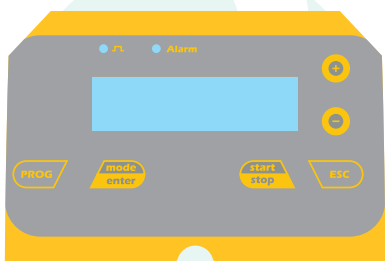 Alarm
+
−
PROG
mode
enter
start
stop
ESC